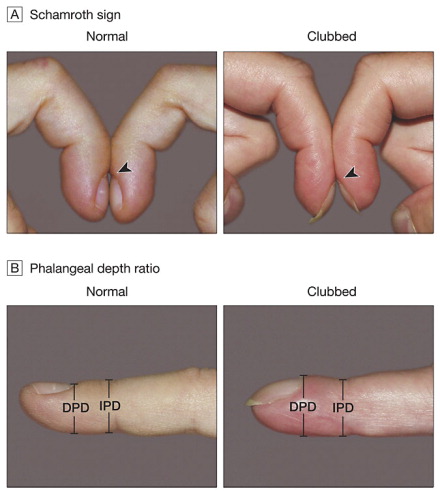 A Schamroth sign
Normal Clubbed
B Phalangeal depth ratio
Normal Clubbed
DPD IPD DPD IPD